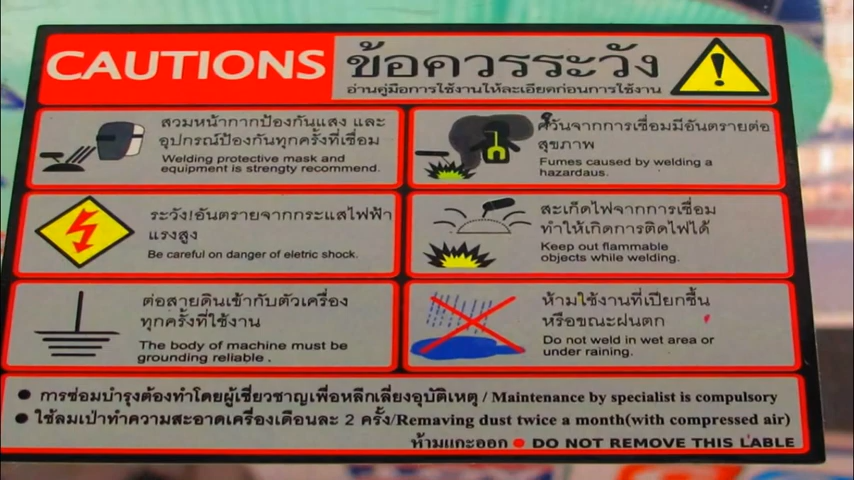 CAUTIONS
ข้อควรระวัง
อ่านคู่มือการใช้งานให้ละเอียดก่อนการใช้งาน
สวมหน้ากากป้องกันแสง และ
อุปกรณ์ป้องกันทุกครั้งที่เชื่อม
Welding protective mask and
equipment is strengty recommend.
ควันจากการเชื่อมมีอันตรายต่อ
สุขภาพ
Fumes caused by welding a
hazardaus.
ระวัง!อันตรายจากกระแสไฟฟ้า
แรงสูง
Be careful on danger of eletric shock.
สะเก็ดไฟจากการเชื่อม
ทำให้เกิดการติดไฟได้
Keep out flammable
objects while welding.
ต่อสายดินเข้ากับตัวเครื่อง
ทุกครั้งที่ใช้งาน
The body of machine must be
grounding reliable .
ห้ามใช้งานที่เปียกชื้น
หรือขณะฝนตก
Do not weld in wet area or
under raining.
● การซ่อมบำรุงต้องทำโดยผู้เชี่ยวชาญเพื่อหลีกเลี่ยงอุบัติเหตุ / Maintenance by specialist is compulsory
● ใช้ลมเป่าทำความสะอาดเครื่องเดือนละ 2 ครั้ง/Remaving dust twice a month(with compressed air)
ห้ามแกะออก ● DO NOT REMOVE THIS LABLE